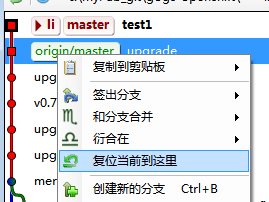 li master test1
origin/master upgrade
upg
v0.7
upg
upg
mer
复制到剪贴板
签出分支
和分支合并
衍合在
复位当前到这里
创建新的分支 Ctrl+B